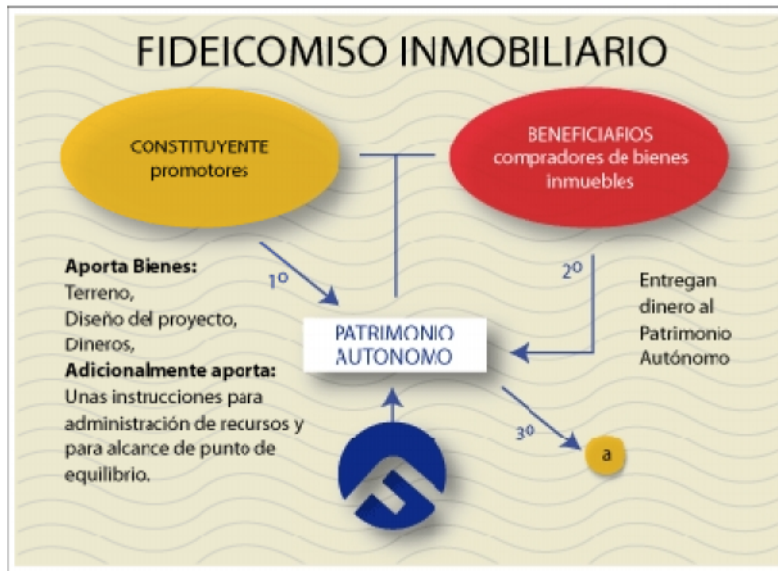 FIDEICOMISO INMOBILIARIO
CONSTITUYENTE
promotores
BENEFICIARIOS
compradores de bienes
inmuebles
1º
2º
Aporta Bienes:
Terreno,
Diseño del proyecto,
Dineros,
Adicionalmente aporta:
Unas instrucciones para
administración de recursos y
para alcance de punto de
equilibrio.
PATRIMONIO
AUTONOMO
Entregan
dinero al
Patrimonio
Autónomo
3º
a